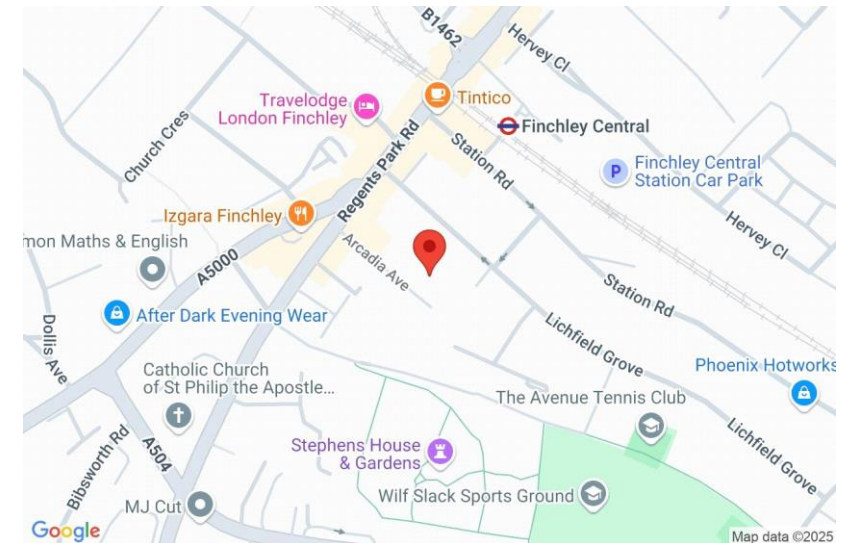 B1462
Hervey Cl
Travelodge
London Finchley
Tintico
Finchley Central
Church Cres
Regents Park Rd
Station Rd
P
Finchley Central
Station Car Park
Izgara Finchley
Hervey Cl
mon Maths & English
A5000
Arcadia Ave
Station Rd
After Dark Evening Wear
Dollis Ave
Lichfield Grove
Catholic Church
of St Philip the Apostle...
Phoenix Hotworks
The Avenue Tennis Club
A504
Bibsworth Rd
Stephens House
& Gardens
Lichfield Grove
MJ Cut
Wilf Slack Sports Ground
Google
Map data ©2025